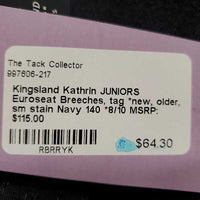 The Tack Collector
997606-217
Kingsland Kathrin JUNIORS
Euroseat Breeches, tag *new, older,
sm stain Navy 140 *8/10 MSRP:
$115.00
$64.30
RBRRYK